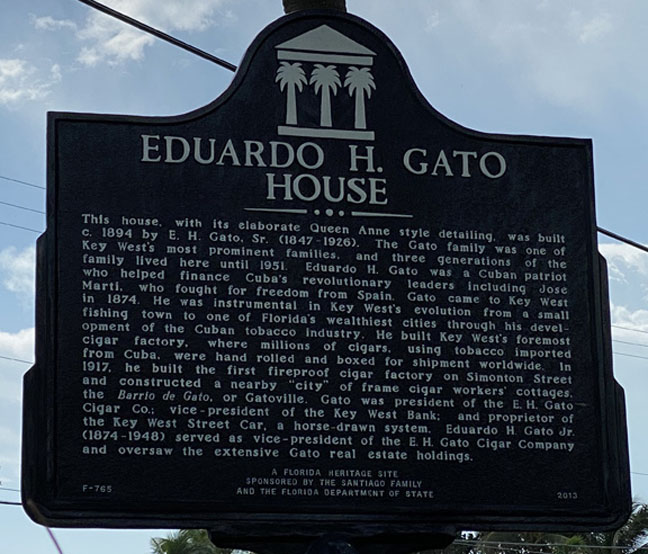 EDUARDO H. GATO
HOUSE
This house, with its elaborate Queen Anne style detailing, was built
c. 1894 by E. H. Gato, Sr. (1847-1926). The Gato family was one of
Key West's most prominent families, and three generations of the
family lived here until 1951. Eduardo H. Gato was a Cuban patriot
who helped finance Cuba's revolutionary leaders including Jose
Marti, who fought for freedom from Spain. Gato came to Key West
in 1874. He was instrumental in Key West's evolution from a small
fishing town to one of Florida's wealthiest cities through his devel-
opment of the Cuban tobacco industry. He built Key West's foremost
cigar factory, where millions of cigars, using tobacco imported
from Cuba, were hand rolled and boxed for shipment worldwide. In
1917, he built the first fireproof cigar factory on Simonton Street
and constructed a nearby "city" of frame cigar workers' cottages,
the Barrio de Gato, or Gatoville. Gato was president of the E. H. Gato
Cigar Co.; vice-president of the Key West Bank; and proprietor of
the Key West Street Car, a horse-drawn system. Eduardo H. Gato Jr.
(1874-1948) served as vice-president of the E. H. Gato Cigar Company
and oversaw the extensive Gato real estate holdings.
A FLORIDA HERITAGE SITE
SPONSORED BY THE SANTIAGO FAMILY
AND THE FLORIDA DEPARTMENT OF STATE
F-765
2013